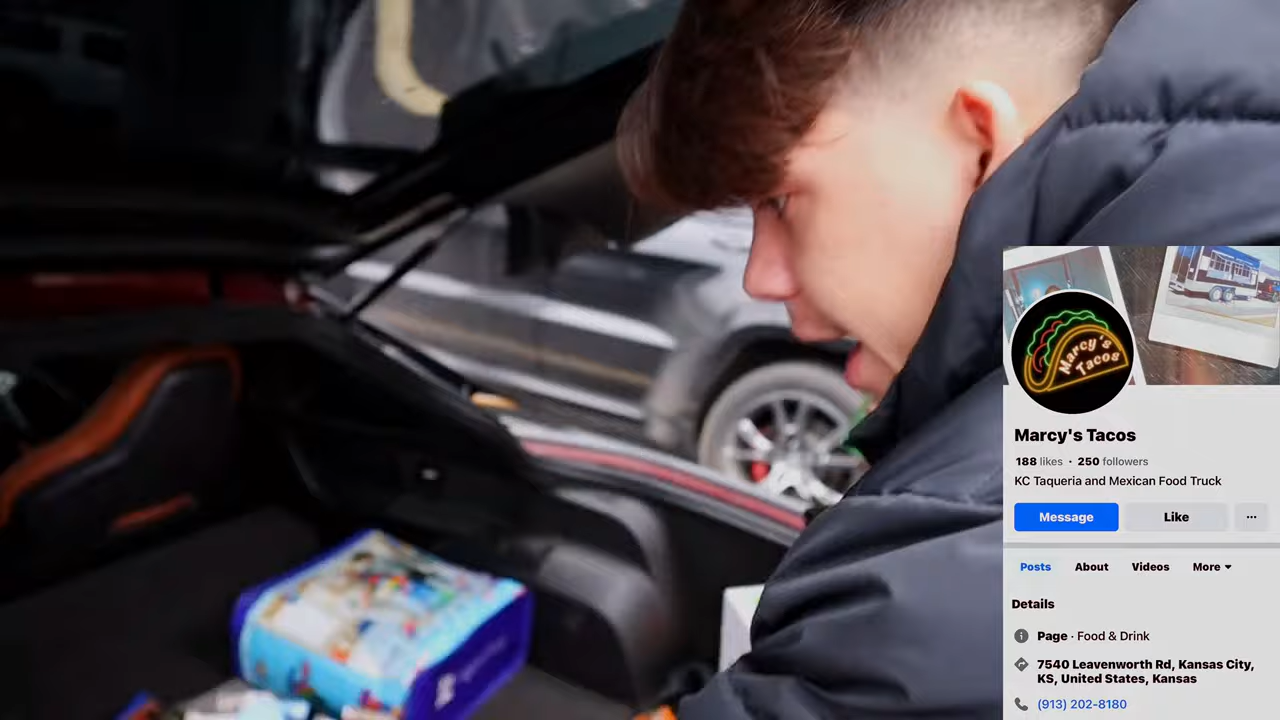 Marcy's
Tacos
Marcy's Tacos
188 likes · 250 followers
KC Taqueria and Mexican Food Truck
Message
Like
Posts
About
Videos
More
Details
Page · Food & Drink
7540 Leavenworth Rd, Kansas City,
KS, United States, Kansas
(913) 202-8180